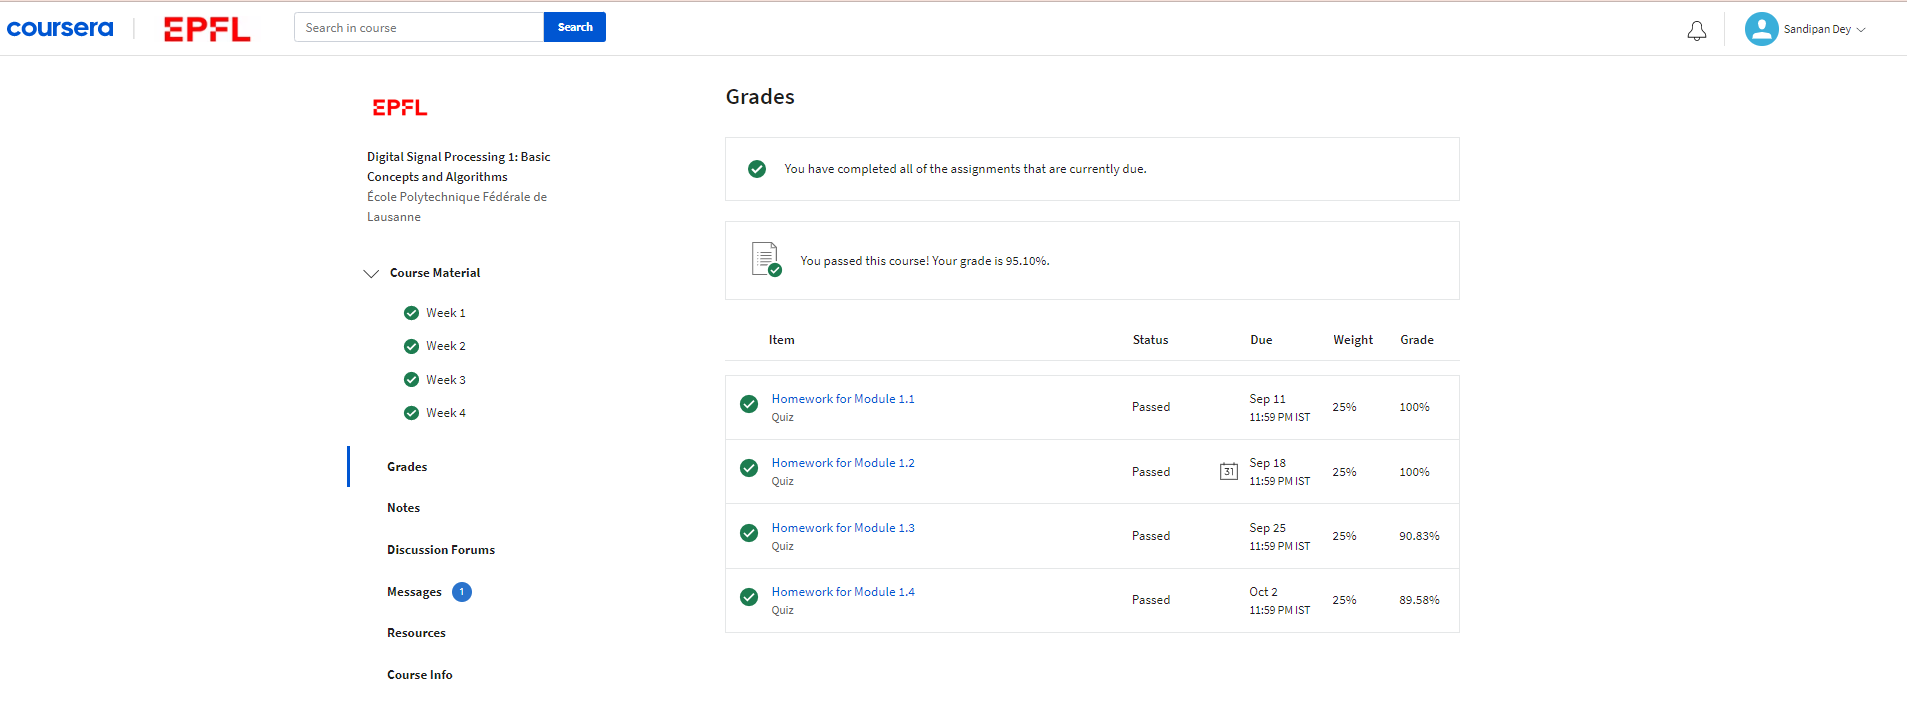 coursera
EPFL
Search in course
Search
Sandipan Dey
EPFL
Digital Signal Processing 1: Basic
Concepts and Algorithms
École Polytechnique Fédérale de
Lausanne
Course Material
Week 1
Week 2
Week 3
Week 4
Grades
Notes
Discussion Forums
Messages 1
Resources
Course Info
Grades
You have completed all of the assignments that are currently due.
You passed this course! Your grade is 95.10%.
Item Status Due Weight Grade
Homework for Module 1.1
Quiz
Passed
Sep 11
11:59 PM IST
25%
100%
Homework for Module 1.2
Quiz
Passed
31
Sep 18
11:59 PM IST
25%
100%
Homework for Module 1.3
Quiz
Passed
Sep 25
11:59 PM IST
25%
90.83%
Homework for Module 1.4
Quiz
Passed
Oct 2
11:59 PM IST
25%
89.58%